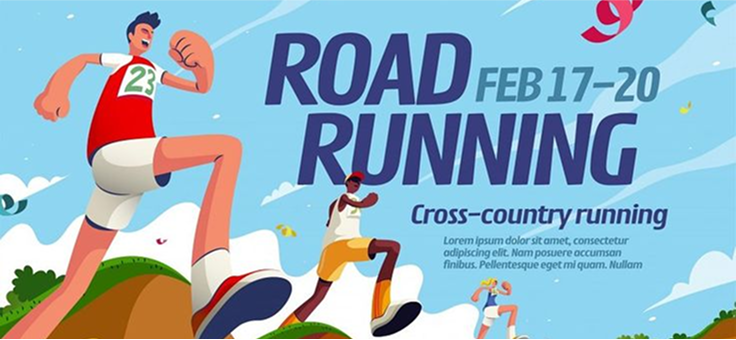 23
ROAD
FEB 17–20
RUNNING
Cross-country running
Lorem ipsum dolor sit amet, consectetur
adipiscing elit. Nam posuere accumsan
finibus. Pellentesque eget mi quam. Nullam